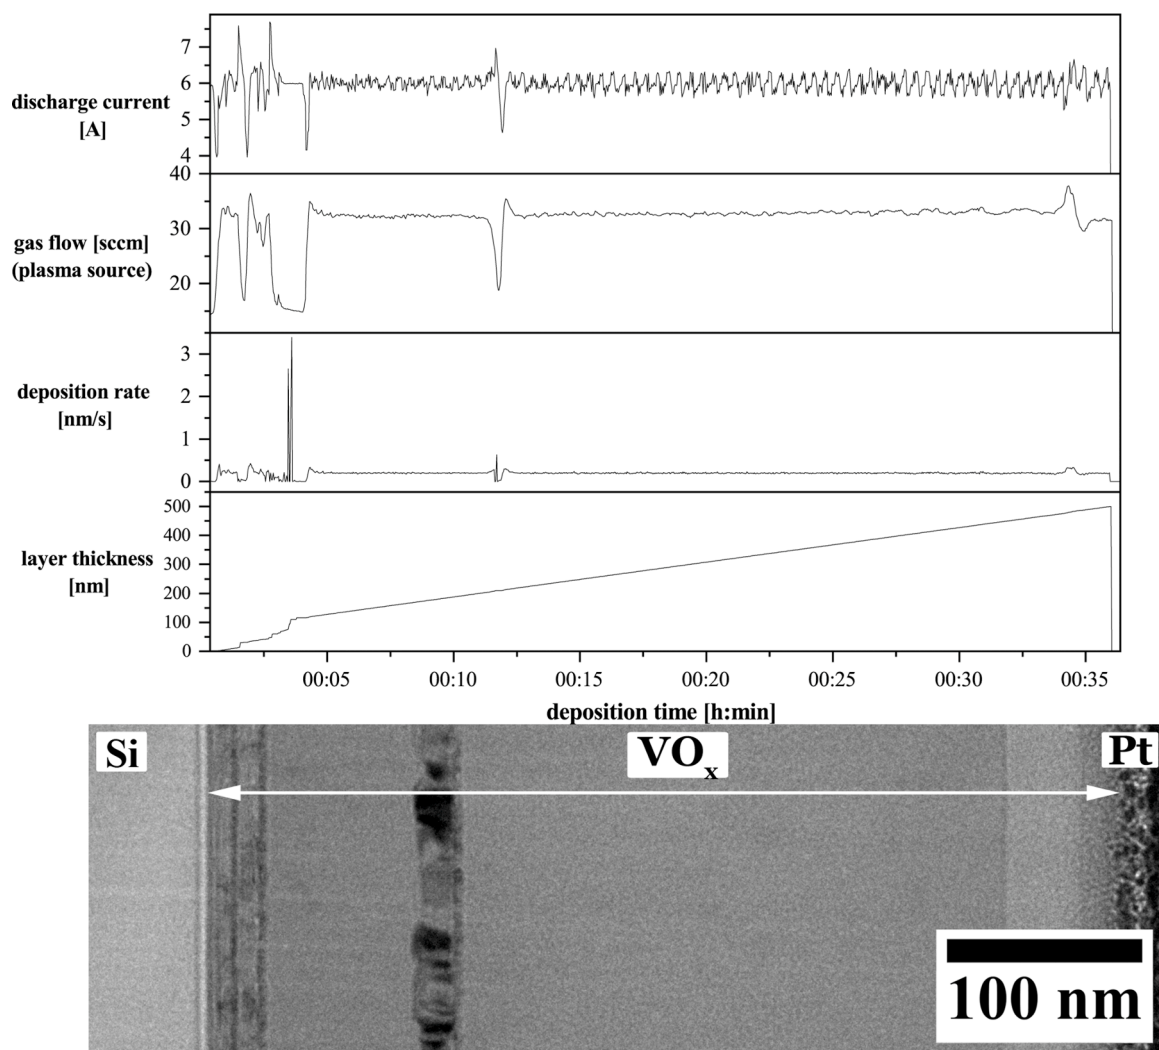 discharge current
[A]
7
6
5
4
gas flow [sccm]
(plasma source)
40
30
20
deposition rate
[nm/s]
3
2
1
0
layer thickness
[nm]
500
400
300
200
100
0
00:05 00:10 00:15 00:20 00:25 00:30 00:35
deposition time [h:min]
Si VOx Pt
100 nm